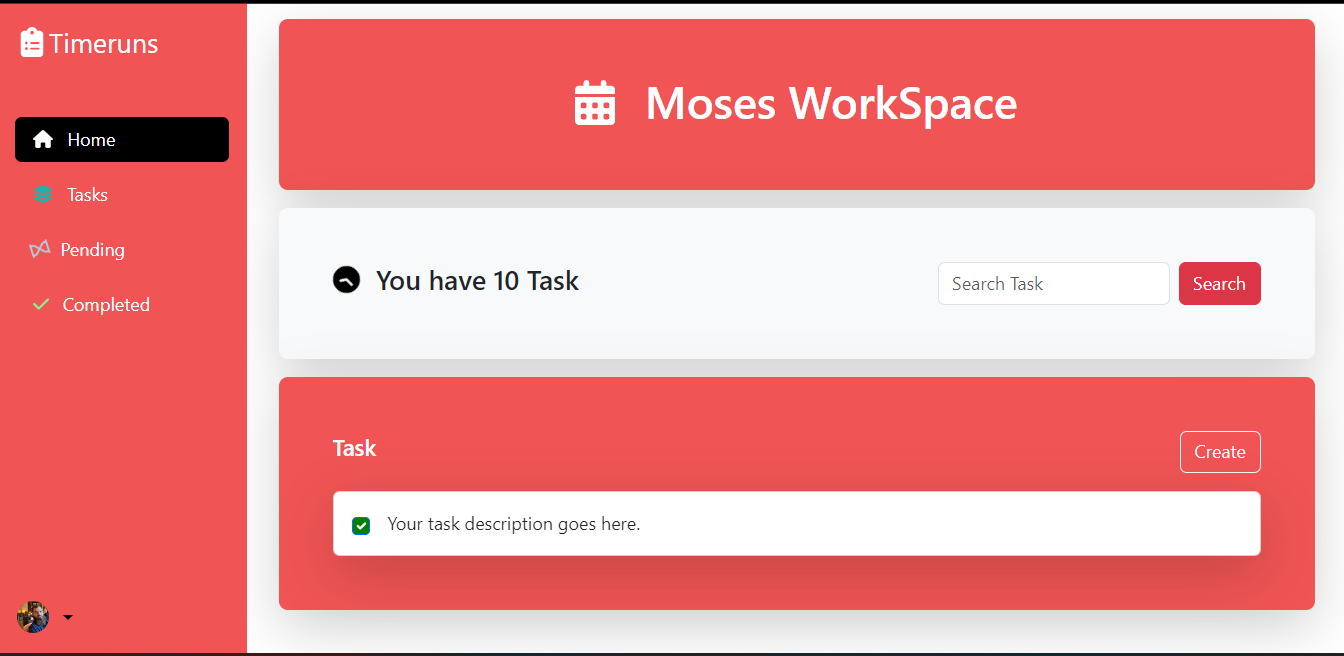 Timeruns
Home
Tasks
Pending
Completed
Moses WorkSpace
You have 10 Task
Search Task
Search
Task
Create
Your task description goes here.